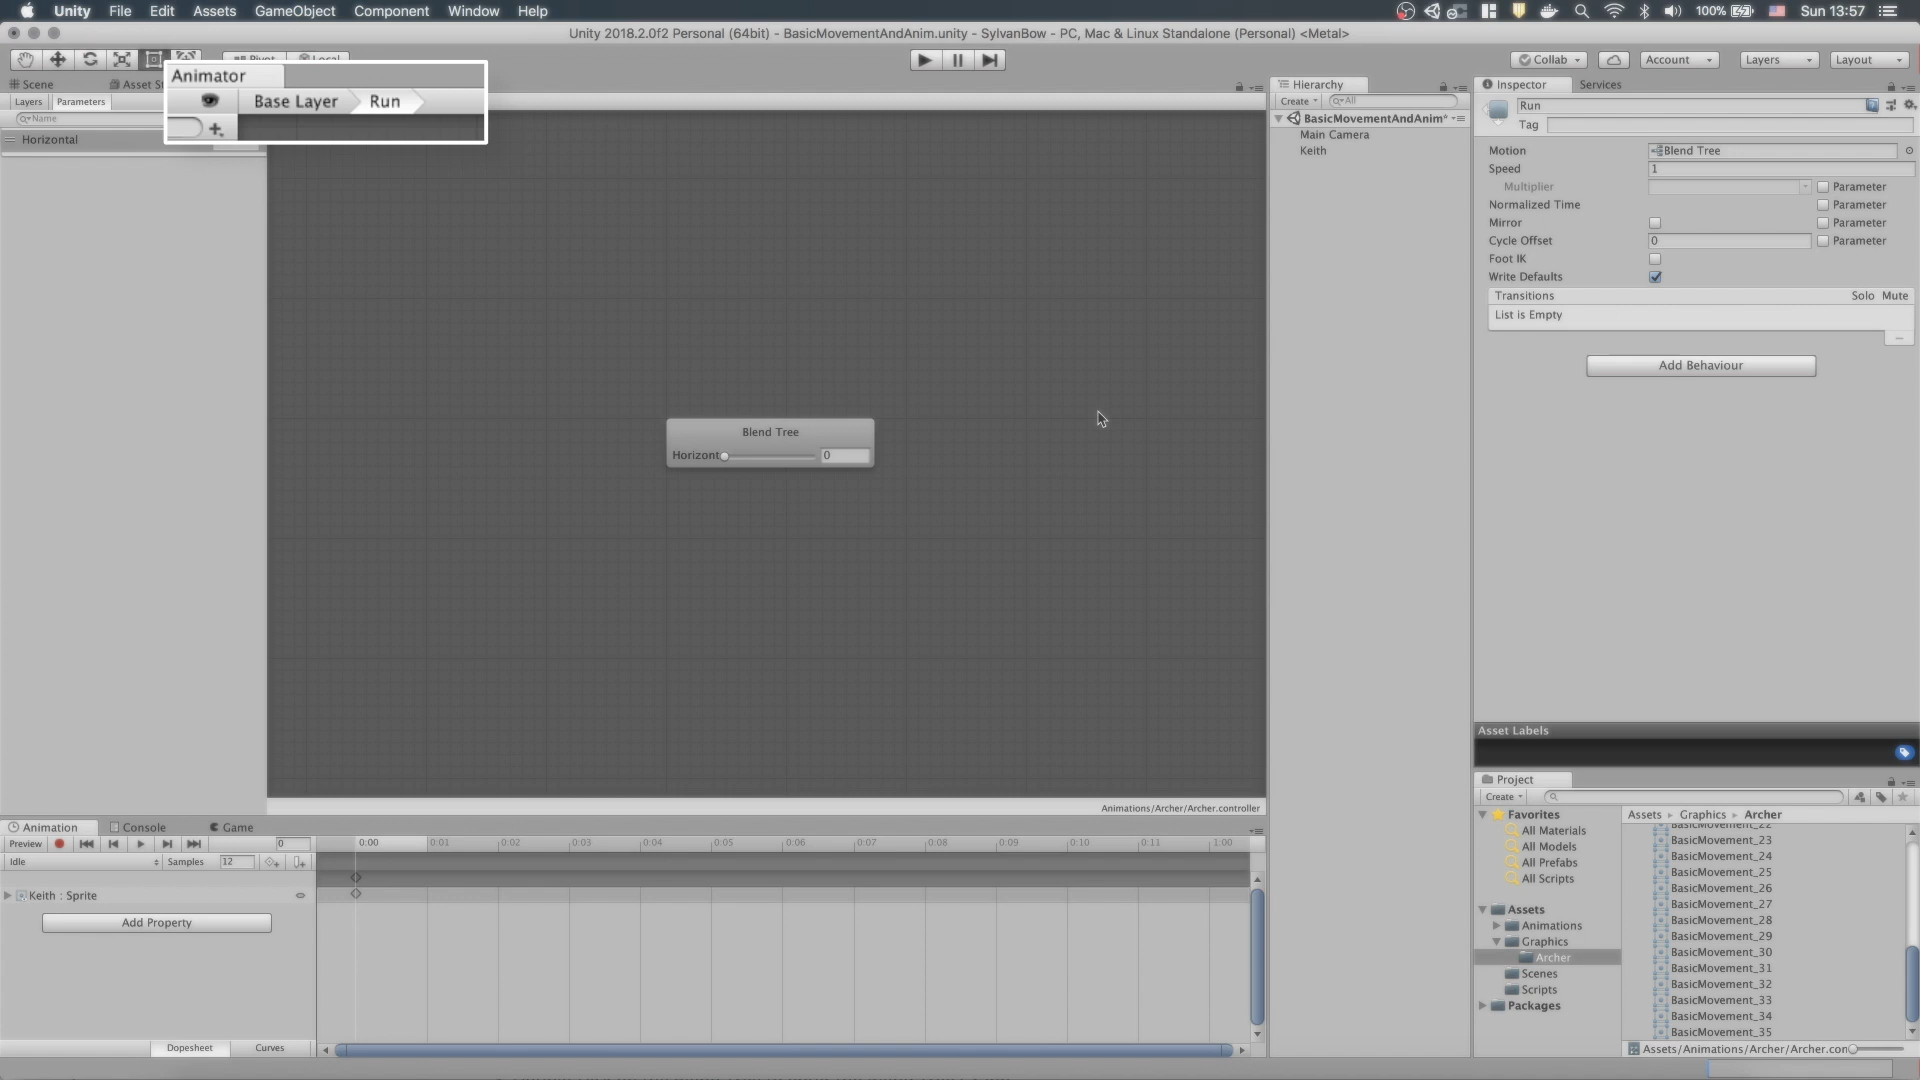 Unity File Edit Assets GameObject Component Window Help 100% Sun 13:57
Unity 2018.2.0f2 Personal (64bit) - BasicMovementAndAnim.unity - SylvanBow - PC, Mac & Linux Standalone (Personal) <Metal>
Collab Account Layers Layout
Scene Asset
Animator
Layers Parameters
Base Layer Run
Name
Horizontal
Blend Tree
Horizont 0
Animations/Archer/Archer.controller
Hierarchy
Create All
BasicMovementAndAnim*
Main Camera
Keith
Inspector Services
Run
Tag
Motion Blend Tree
Speed 1
Multiplier Parameter
Normalized Time Parameter
Mirror Parameter
Cycle Offset 0 Parameter
Foot IK
Write Defaults
Transitions Solo Mute
List is Empty
Add Behaviour
Asset Labels
Animation Console Game
Preview 0 0:00 0:01 0:02 0:03 0:04 0:05 0:06 0:07 0:08 0:09 0:10 0:11 1:00
Idle Samples 12
Keith : Sprite
Add Property
Dopesheet Curves
Project
Create
Favorites
All Materials
All Models
All Prefabs
All Scripts
Assets
Animations
Graphics
Archer
Scenes
Scripts
Packages
Assets Graphics Archer
BasicMovement_22
BasicMovement_23
BasicMovement_24
BasicMovement_25
BasicMovement_26
BasicMovement_27
BasicMovement_28
BasicMovement_29
BasicMovement_30
BasicMovement_31
BasicMovement_32
BasicMovement_33
BasicMovement_34
BasicMovement_35
Assets/Animations/Archer/Archer.con